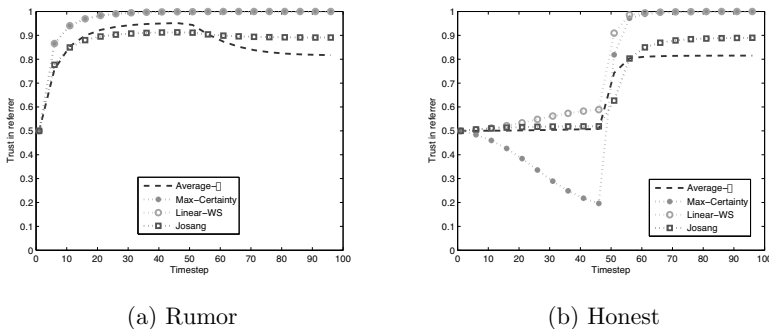 1
0.9
0.8
0.7
0.6
0.5
0.4
0.3
0.2
0.1
0
Trust in referrer
Average-▯
Max-Certainty
Linear-WS
Josang
0 10 20 30 40 50 60 70 80 90 100
Timestep
(a) Rumor
1
0.9
0.8
0.7
0.6
0.5
0.4
0.3
0.2
0.1
0
Trust in referrer
Average-▯
Max-Certainty
Linear-WS
Josang
0 10 20 30 40 50 60 70 80 90 100
Timestep
(b) Honest